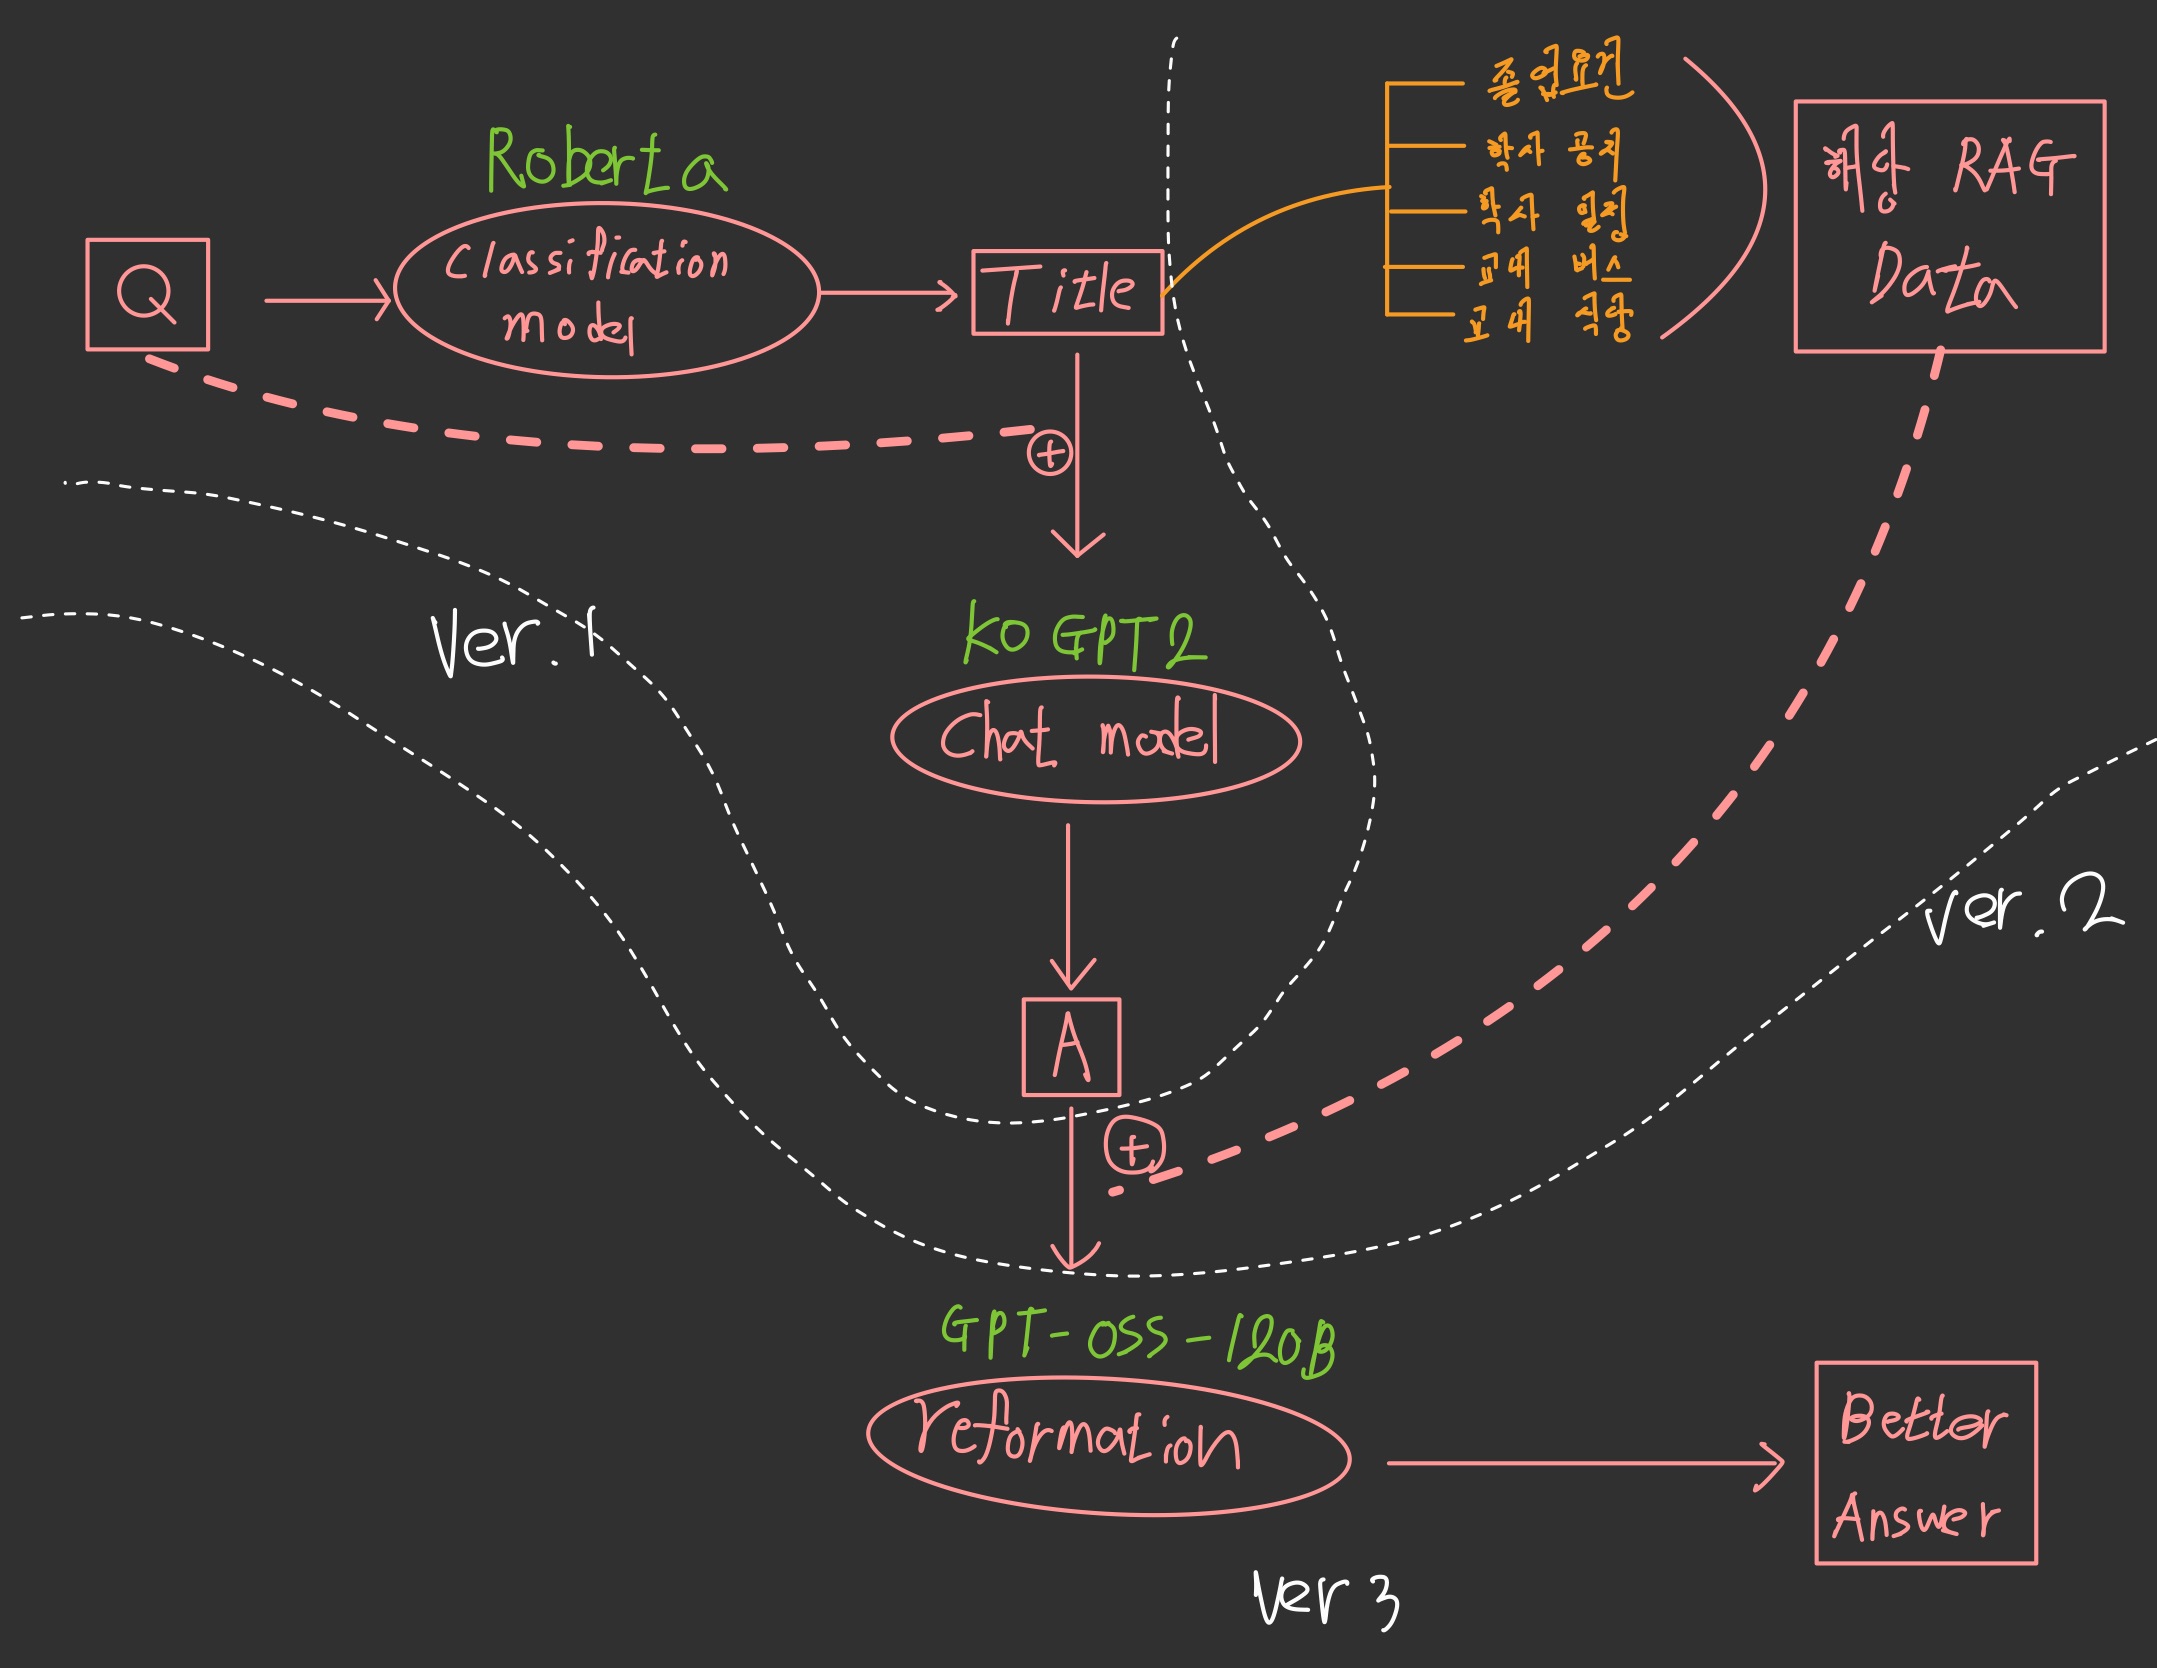 Roberta
Q
Classification
model
Title
졸업요건
학사 공지
학사 일정
교내 버스
교내 식당
해당 RAG
Data
+
Ver. 1
KO GPT2
Chat model
ver. 2
A
+
GPT-OSS-120B
reformation
Better
Answer
Ver 3